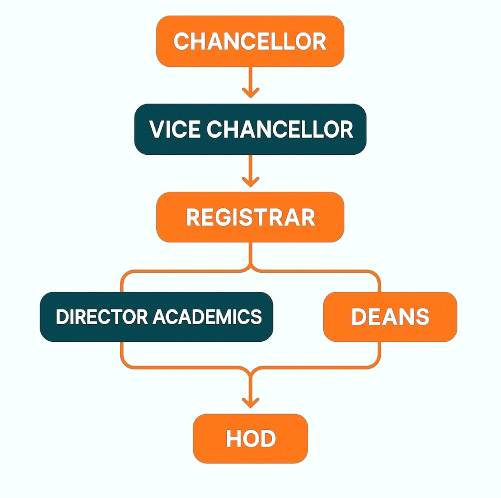 CHANCELLOR
VICE CHANCELLOR
REGISTRAR
DIRECTOR ACADEMICS
DEANS
HOD